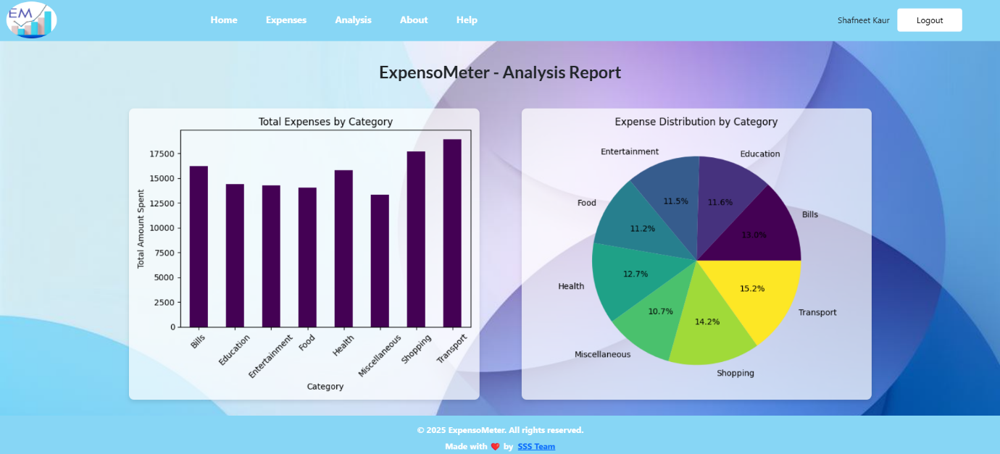 EM
Home Expenses Analysis About Help Shafneet Kaur Logout
ExpensoMeter - Analysis Report
Total Expenses by Category
Total Amount Spent
17500
15000
12500
10000
7500
5000
2500
0
Bills Education Entertainment Food Health Miscellaneous Shopping Transport
Category
Expense Distribution by Category
Entertainment
Education
Food
Bills
Health
Transport
Miscellaneous
Shopping
11.5%
11.6%
11.2%
13.0%
12.7%
15.2%
10.7%
14.2%
© 2025 ExpensoMeter. All rights reserved.
Made with ❤️ by SSS Team